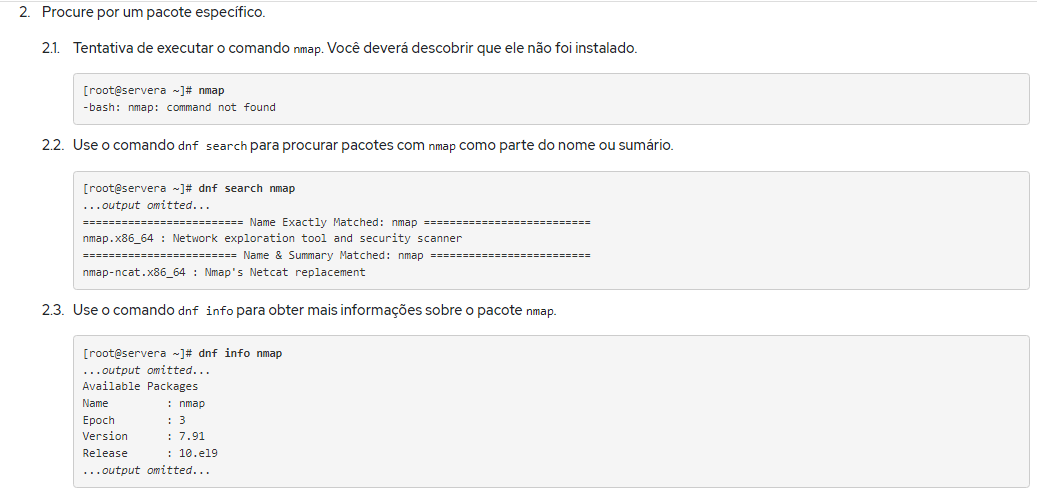 2. Procure por um pacote específico.
2.1. Tentativa de executar o comando nmap. Você deverá descobrir que ele não foi instalado.
[root@servera ~]# nmap
-bash: nmap: command not found
2.2. Use o comando dnf search para procurar pacotes com nmap como parte do nome ou sumário.
[root@servera ~]# dnf search nmap
...output omitted...
========================= Name Exactly Matched: nmap ==========================
nmap.x86_64 : Network exploration tool and security scanner
======================== Name & Summary Matched: nmap =========================
nmap-ncat.x86_64 : Nmap's Netcat replacement
2.3. Use o comando dnf info para obter mais informações sobre o pacote nmap.
[root@servera ~]# dnf info nmap
...output omitted...
Available Packages
Name         : nmap
Epoch        : 3
Version      : 7.91
Release      : 10.el9
...output omitted...